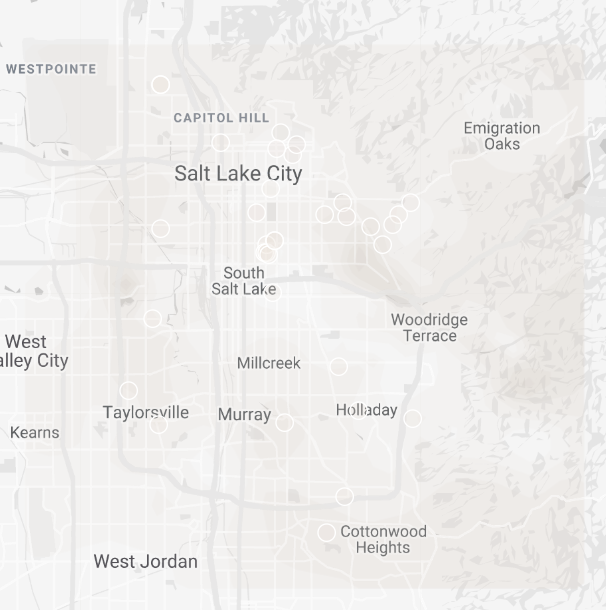 WESTPOINTE
CAPITOL HILL
Emigration
Oaks
Salt Lake City
South
Salt Lake
Woodridge
Terrace
West
alley City
Millcreek
Taylorsville
Murray
Holladay
Kearns
Cottonwood
Heights
West Jordan